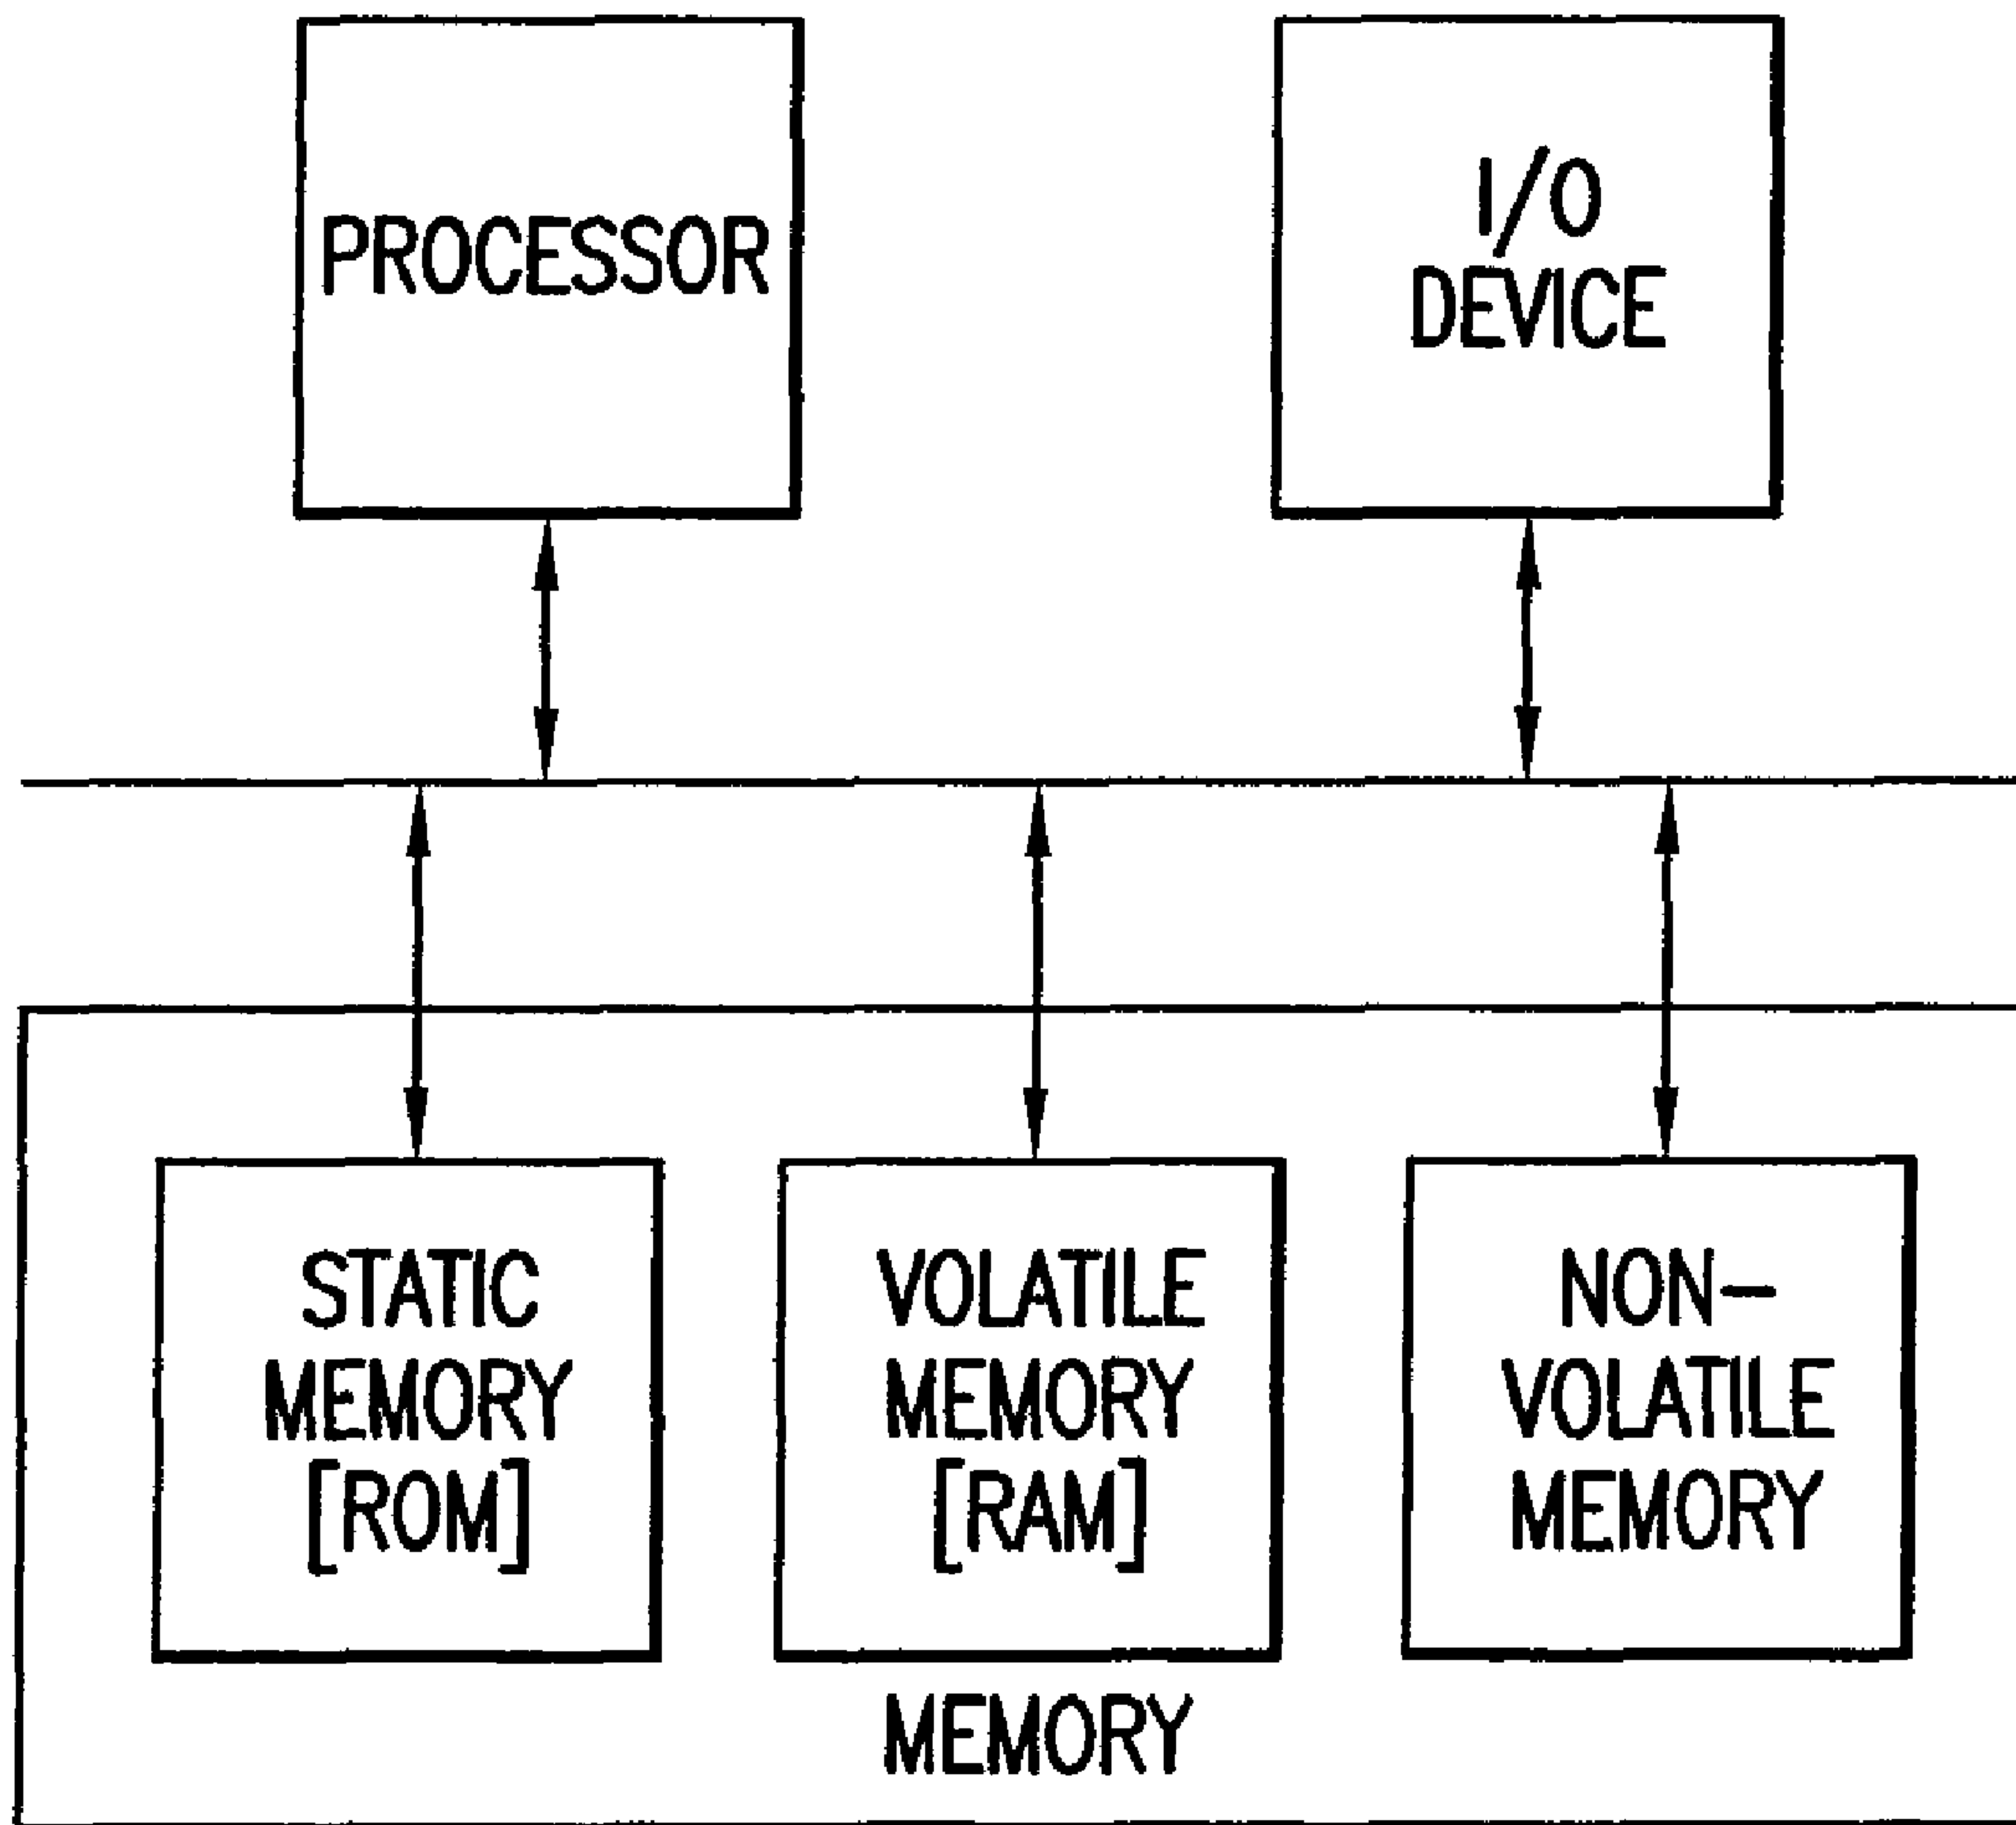 PROCESSOR
I/O
DEVICE
STATIC
MEMORY
[ROM]
VOLATILE
MEMORY
[RAM]
NON-
VOLATILE
MEMORY
MEMORY